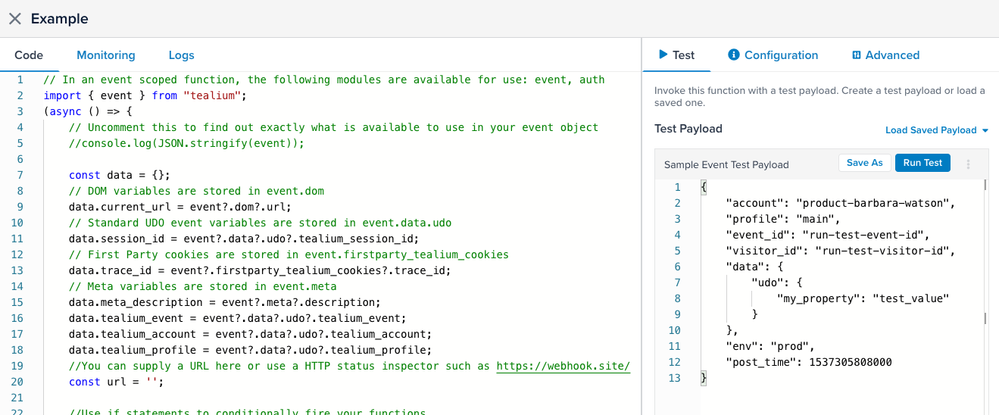 Example
Code Monitoring Logs
1 // In an event scoped function, the following modules are available for use: event, auth
2 import { event } from "tealium";
3 (async () => {
4 // Uncomment this to find out exactly what is available to use in your event object
5 //console.log(JSON.stringify(event));
6
7 const data = {};
8 // DOM variables are stored in event.dom
9 data.current_url = event?.dom?.url;
10 // Standard UDO event variables are stored in event.data.udo
11 data.session_id = event?.data?.udo?.tealium_session_id;
12 // First Party cookies are stored in event.firstparty_tealium_cookies
13 data.trace_id = event?.firstparty_tealium_cookies?.trace_id;
14 // Meta variables are stored in event.meta
15 data.meta_description = event?.meta?.description;
16 data.tealium_event = event?.data?.udo?.tealium_event;
17 data.tealium_account = event?.data?.udo?.tealium_account;
18 data.tealium_profile = event?.data?.udo?.tealium_profile;
19 //You can supply a URL here or use a HTTP status inspector such as https://webhook.site/
20 const url = '';
21
22 //Use if statements to conditionally fire your functions
Test Configuration Advanced
Invoke this function with a test payload. Create a test payload or load a
saved one.
Test Payload Load Saved Payload
Sample Event Test Payload Save As Run Test
1 {
2 "account": "product-barbara-watson",
3 "profile": "main",
4 "event_id": "run-test-event-id",
5 "visitor_id": "run-test-visitor-id",
6 "data": {
7 "udo": {
8 "my_property": "test_value"
9 }
10 },
11 "env": "prod",
12 "post_time": 1537305808000
13 }